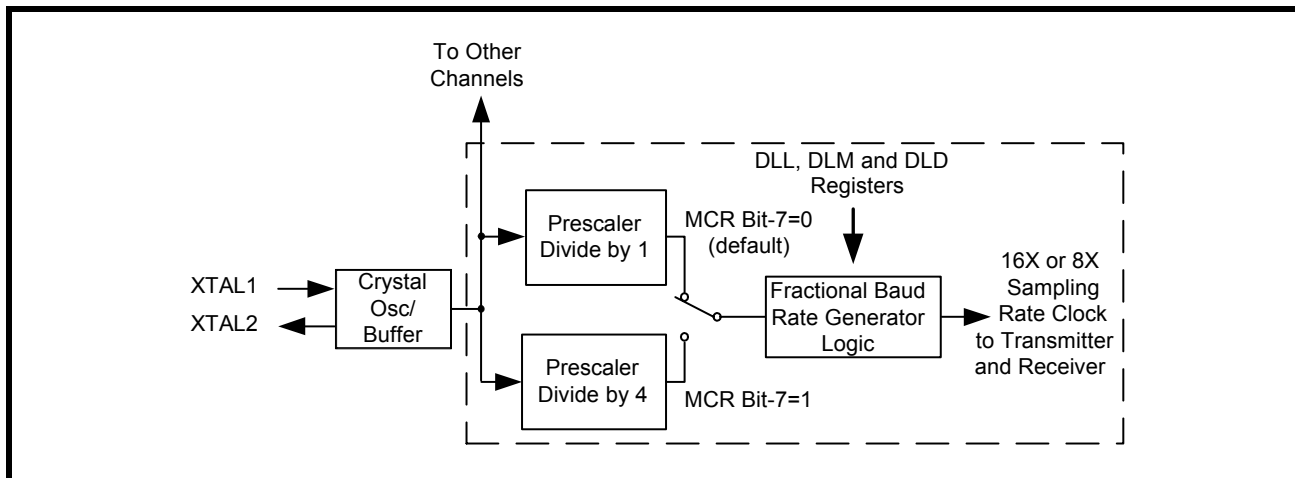 To Other
Channels
DLL, DLM and DLD
Registers
Prescaler
Divide by 1
MCR Bit-7=0
(default)
XTAL1
XTAL2
Crystal
Osc/
Buffer
Fractional Baud
Rate Generator
Logic
16X or 8X
Sampling
Rate Clock
to Transmitter
and Receiver
Prescaler
Divide by 4
MCR Bit-7=1